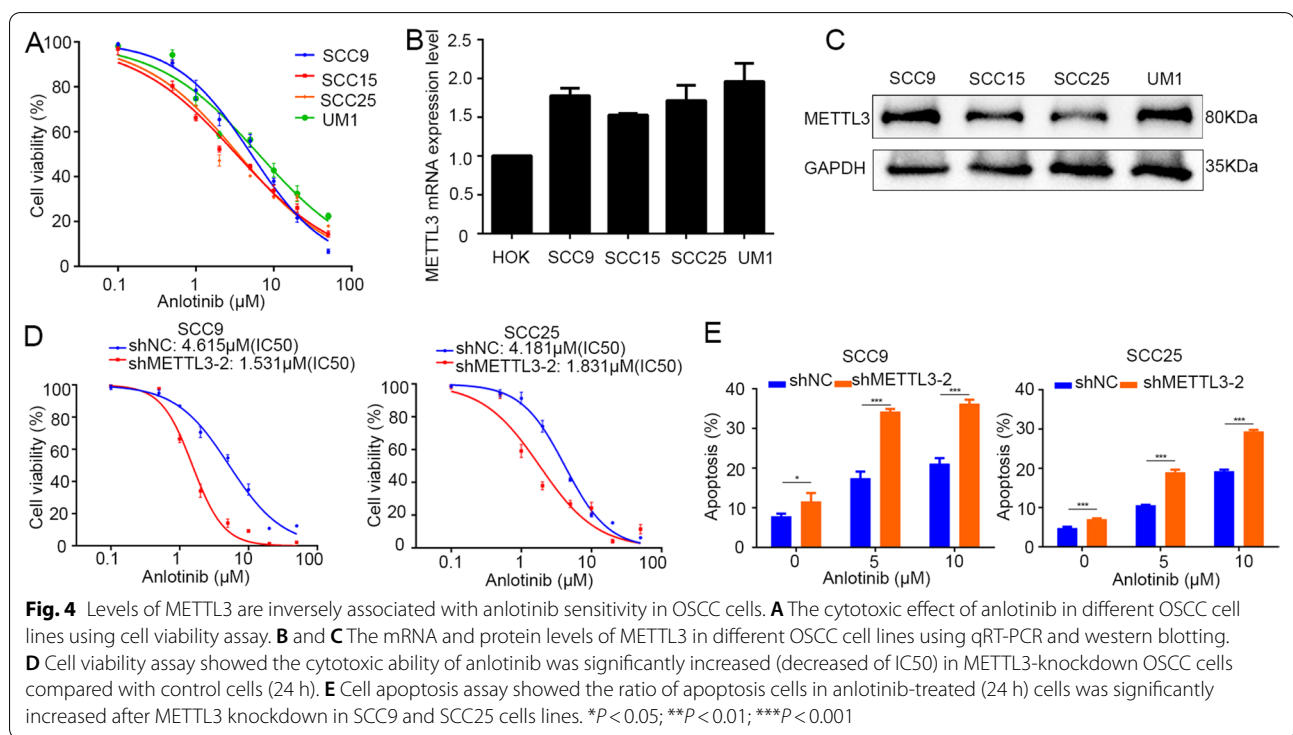 A
100
80
60
40
20
0
Cell viability (%)
0.1 1 10 100
Anlotinib (μM)
SCC9
SCC15
SCC25
UM1
B
2.5
2.0
1.5
1.0
0.5
0
METTL3 mRNA expression level
HOK SCC9 SCC15 SCC25 UM1
C
SCC9 SCC15 SCC25 UM1
METTL3 80KDa
GAPDH 35KDa
D
SCC9
shNC: 4.615μM(IC50)
shMETTL3-2: 1.531μM(IC50)
100
80
60
40
20
0
Cell viability (%)
0.1 1 10 100
Anlotinib (μM)
SCC25
shNC: 4.181μM(IC50)
shMETTL3-2: 1.831μM(IC50)
100
80
60
40
20
0
Cell viability (%)
0.1 1 10 100
Anlotinib (μM)
E
SCC9
shNC shMETTL3-2
40
30
20
10
0
Apoptosis (%)
* *** ***
0 5 10
Anlotinib (μM)
SCC25
shNC shMETTL3-2
40
30
20
10
0
Apoptosis (%)
*** *** ***
0 5 10
Anlotinib (μM)
Fig. 4 Levels of METTL3 are inversely associated with anlotinib sensitivity in OSCC cells. A The cytotoxic effect of anlotinib in different OSCC cell
lines using cell viability assay. B and C The mRNA and protein levels of METTL3 in different OSCC cell lines using qRT-PCR and western blotting.
D Cell viability assay showed the cytotoxic ability of anlotinib was significantly increased (decreased of IC50) in METTL3-knockdown OSCC cells
compared with control cells (24 h). E Cell apoptosis assay showed the ratio of apoptosis cells in anlotinib-treated (24 h) cells was significantly
increased after METTL3 knockdown in SCC9 and SCC25 cells lines. *P < 0.05; **P < 0.01; ***P < 0.001